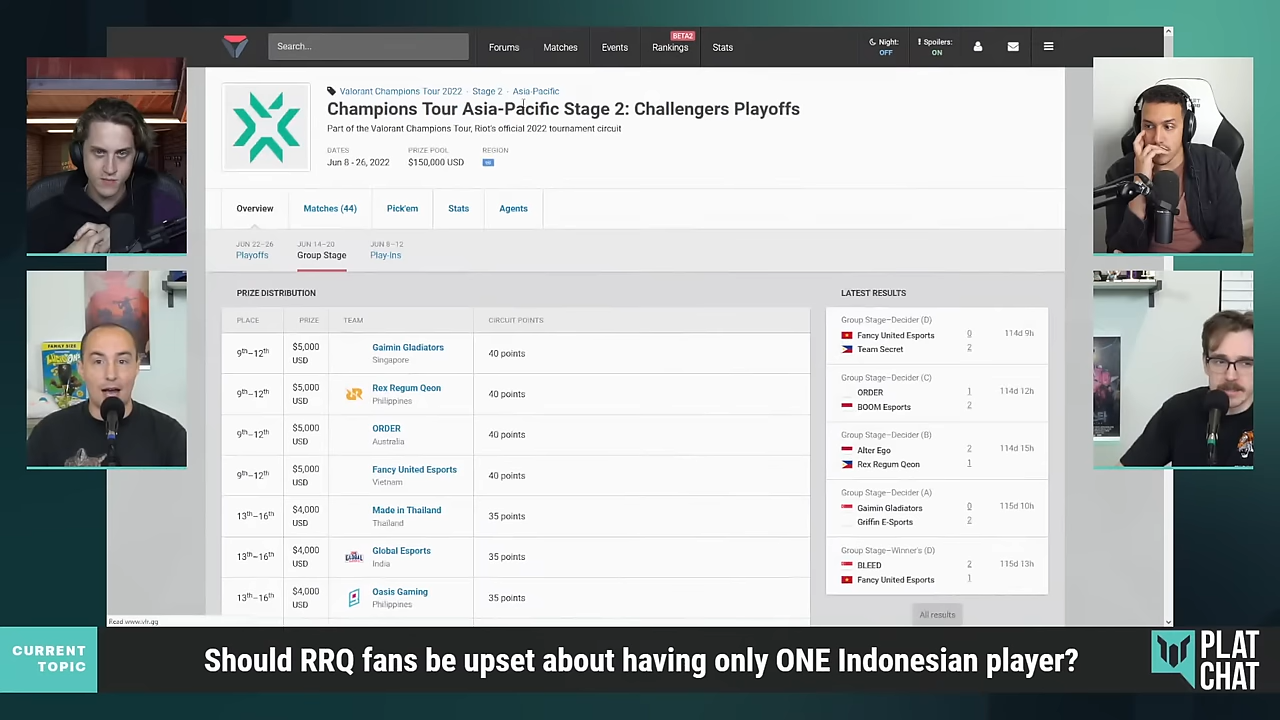 Search...
Forums
Matches
Events
Rankings
BETA2
Stats
Night:
OFF
Spoilers:
ON
Valorant Champions Tour 2022 · Stage 2 · Asia-Pacific
Champions Tour Asia-Pacific Stage 2: Challengers Playoffs
Part of the Valorant Champions Tour, Riot's official 2022 tournament circuit
DATES PRIZE POOL REGION
Jun 8 - 26, 2022 $150,000 USD
Overview Matches (44) Pick'em Stats Agents
JUN 22–26 JUN 14–20 JUN 8–12
Playoffs Group Stage Play-Ins
PRIZE DISTRIBUTION
PLACE PRIZE TEAM CIRCUIT POINTS
9th–12th $5,000 USD Gaimin Gladiators 40 points
Singapore
9th–12th $5,000 USD Rex Regum Qeon 40 points
Philippines
9th–12th $5,000 USD ORDER 40 points
Australia
9th–12th $5,000 USD Fancy United Esports 40 points
Vietnam
13th–16th $4,000 USD Made in Thailand 35 points
Thailand
13th–16th $4,000 USD Global Esports 35 points
India
13th–16th $4,000 USD Oasis Gaming 35 points
Philippines
LATEST RESULTS
Group Stage–Decider (D)
Fancy United Esports 0 114d 9h
Team Secret 2
Group Stage–Decider (C)
ORDER 1 114d 12h
BOOM Esports 2
Group Stage–Decider (B)
Alter Ego 2 114d 15h
Rex Regum Qeon 1
Group Stage–Decider (A)
Gaimin Gladiators 0 115d 10h
Griffin E-Sports 2
Group Stage–Winner's (D)
BLEED 2 115d 13h
Fancy United Esports 1
All results
Read www.vlr.gg
CURRENT
TOPIC
Should RRQ fans be upset about having only ONE Indonesian player?
PLAT
CHAT